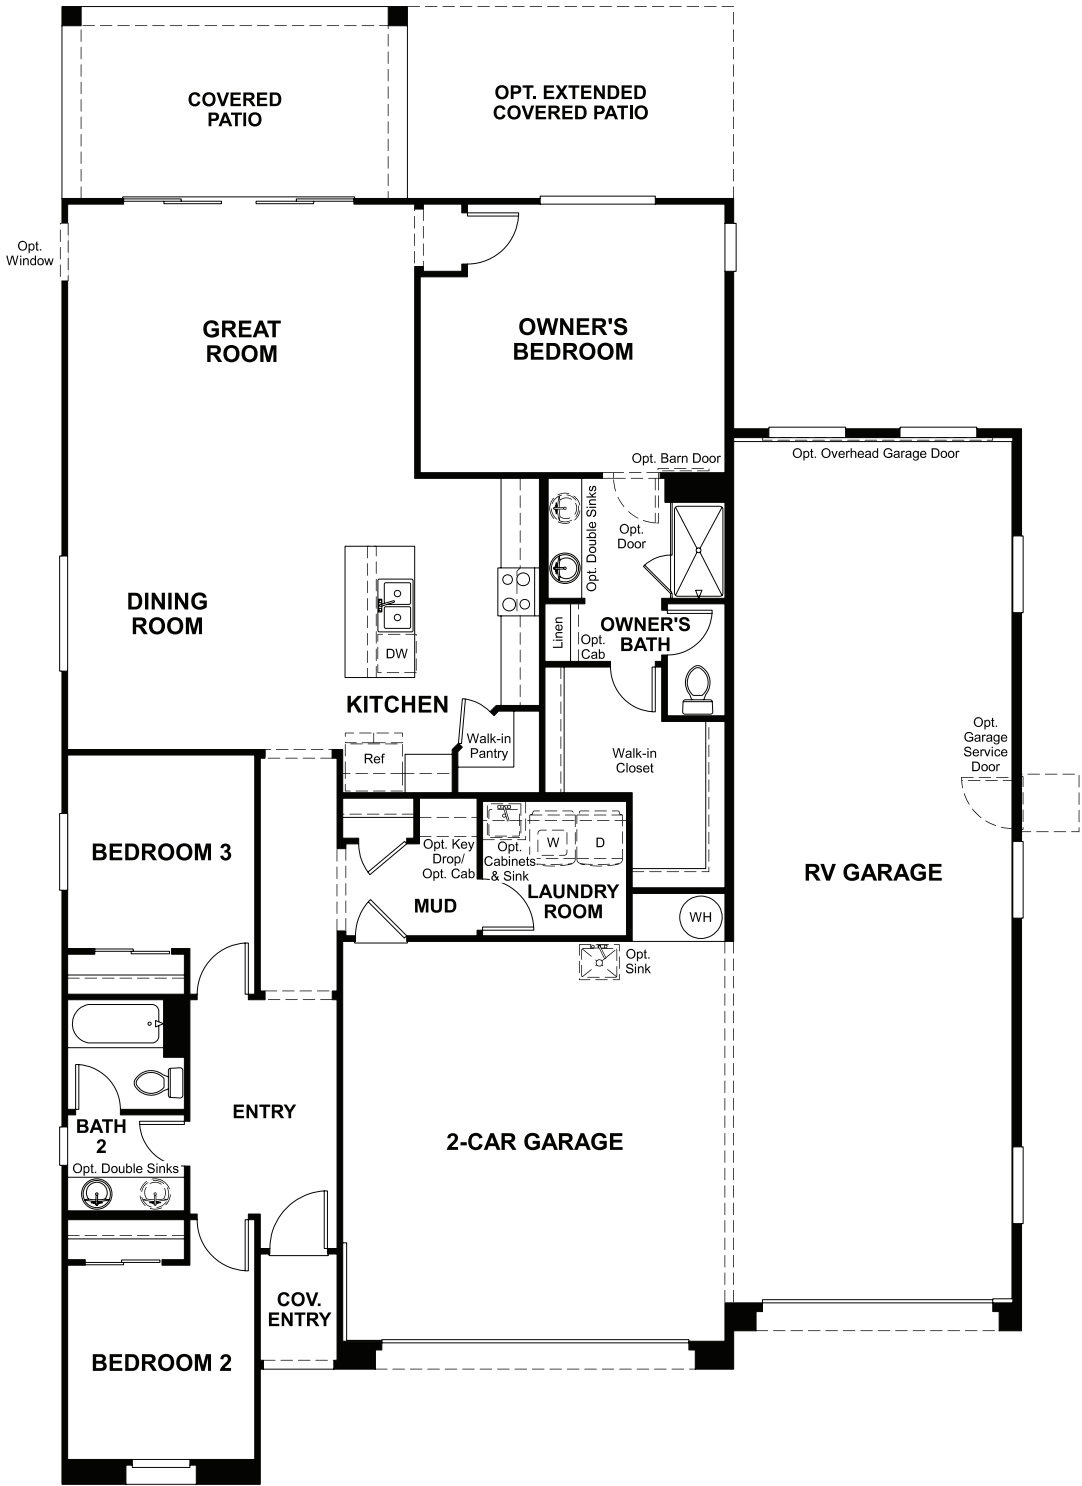 COVERED
PATIO
OPT. EXTENDED
COVERED PATIO
Opt.
Window
GREAT
ROOM
OWNER'S
BEDROOM
Opt. Barn Door
Opt. Overhead Garage Door
Opt. Double Sinks
Opt.
Door
DINING
ROOM
DW
Linen
Opt.
Cab
OWNER'S
BATH
KITCHEN
Walk-in
Pantry
Ref
Walk-in
Closet
Opt.
Garage
Service
Door
BEDROOM 3
Opt. Key
Drop/
Opt. Cab
Opt.
Cabinets
& Sink
W
D
RV GARAGE
MUD
LAUNDRY
ROOM
WH
Opt.
Sink
ENTRY
BATH
2
Opt. Double Sinks
2-CAR GARAGE
COV.
ENTRY
BEDROOM 2